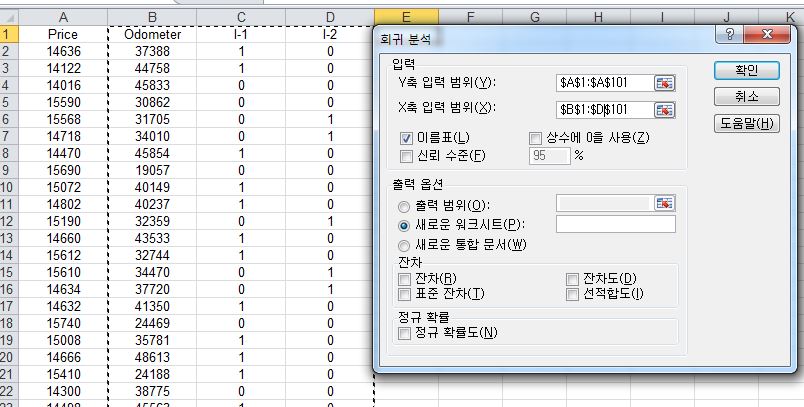 A B C D E F G H I J K
1 Price Odometer I-1 I-2
2 14636 37388 1 0
3 14122 44758 1 0
4 14016 45833 0 0
5 15590 30862 0 0
6 15568 31705 0 1
7 14718 34010 0 1
8 14470 45854 1 0
9 15690 19057 0 0
10 15072 40149 1 0
11 14802 40237 1 0
12 15190 32359 0 1
13 14660 43533 1 0
14 15612 32744 1 0
15 15610 34470 0 1
16 14634 37720 0 1
17 14632 41350 1 0
18 15740 24469 0 0
19 15008 35781 1 0
20 14666 48613 1 0
21 15410 24188 1 0
22 14300 38775 0 0
회귀 분석
입력
Y축 입력 범위(Y): $A$1:$A$101
X축 입력 범위(X): $B$1:$D$101
이름표(L) 상수에 0을 사용(Z)
신뢰 수준(F) 95 %
출력 옵션
출력 범위(O):
새로운 워크시트(P):
새로운 통합 문서(W)
잔차
잔차(R) 잔차도(D)
표준 잔차(T) 선적합도(I)
정규 확률
정규 확률도(N)
확인
취소
도움말(H)